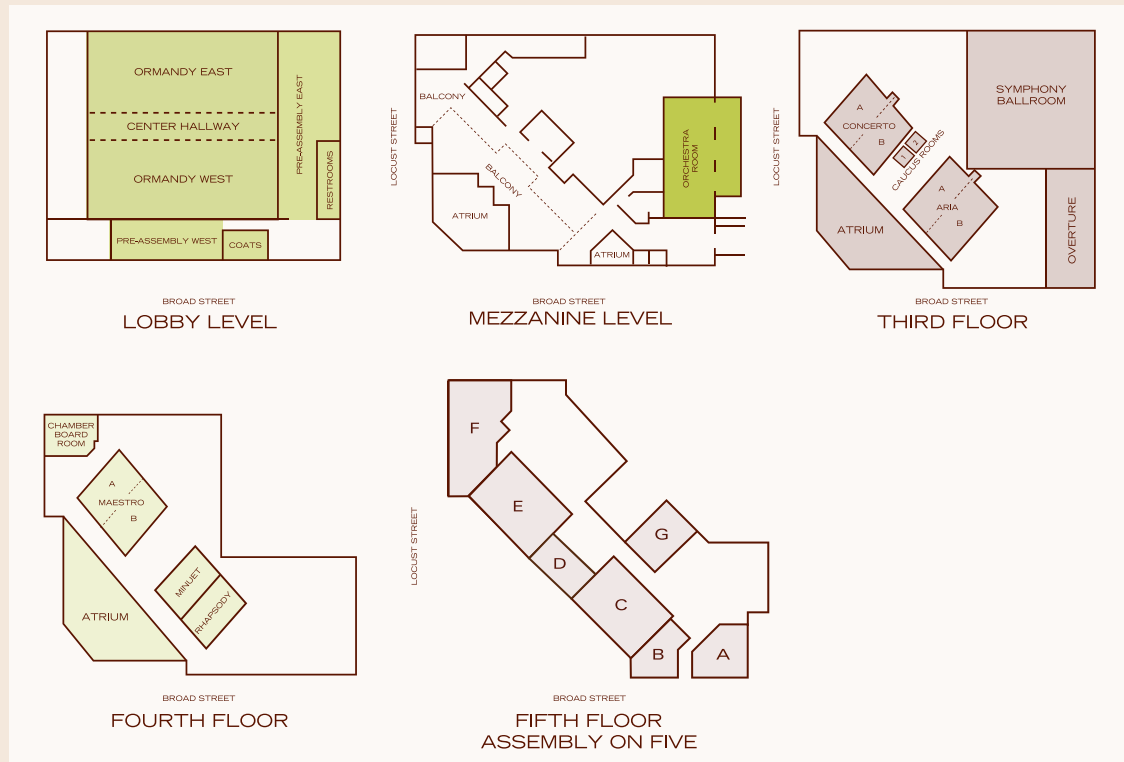 ORMANDY EAST
CENTER HALLWAY
ORMANDY WEST
PRE-ASSEMBLY EAST
RESTROOMS
PRE-ASSEMBLY WEST
COATS
BROAD STREET
LOBBY LEVEL
LOCUST STREET
BALCONY
BALCONY
ATRIUM
ATRIUM
ORCHESTRA
ROOM
BROAD STREET
MEZZANINE LEVEL
LOCUST STREET
A
CONCERTO
B
1
2
CAUCUS ROOMS
SYMPHONY
BALLROOM
A
ARIA
B
ATRIUM
OVERTURE
BROAD STREET
THIRD FLOOR
CHAMBER
BOARD
ROOM
A
MAESTRO
B
MINUET
RHAPSODY
ATRIUM
BROAD STREET
FOURTH FLOOR
LOCUST STREET
F
E
G
D
C
B
A
BROAD STREET
FIFTH FLOOR
ASSEMBLY ON FIVE